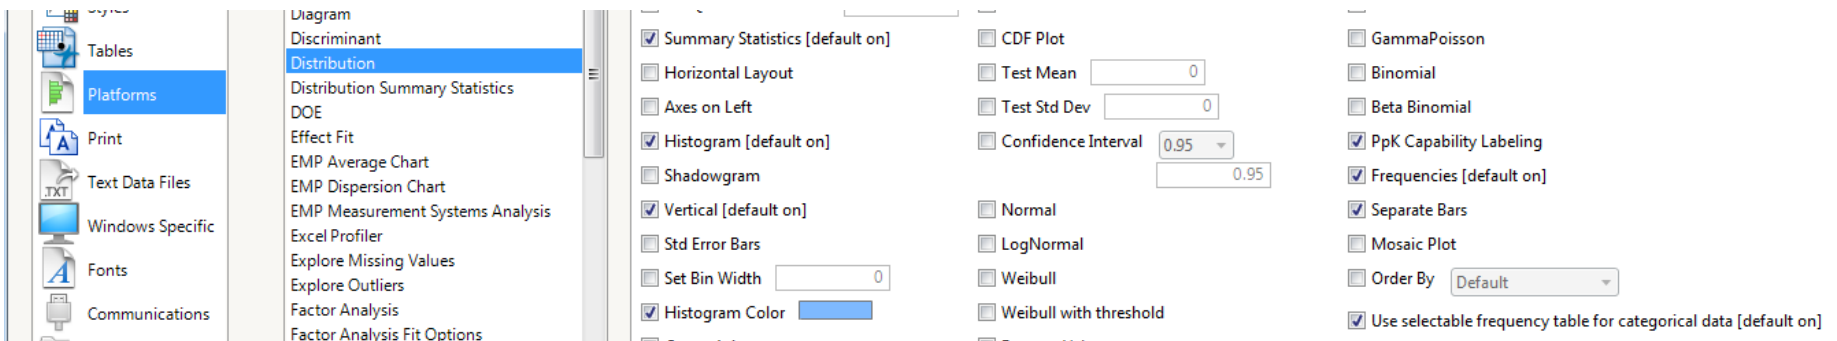 Styles
Tables
Platforms
Print
Text Data Files
Windows Specific
Fonts
Communications
Diagram
Discriminant
Distribution
Distribution Summary Statistics
DOE
Effect Fit
EMP Average Chart
EMP Dispersion Chart
EMP Measurement Systems Analysis
Excel Profiler
Explore Missing Values
Explore Outliers
Factor Analysis
Factor Analysis Fit Options
Summary Statistics [default on]
Horizontal Layout
Axes on Left
Histogram [default on]
Shadowgram
Vertical [default on]
Std Error Bars
Set Bin Width 0
Histogram Color
CDF Plot
Test Mean 0
Test Std Dev 0
Confidence Interval 0.95
0.95
Normal
LogNormal
Weibull
Weibull with threshold
GammaPoisson
Binomial
Beta Binomial
PpK Capability Labeling
Frequencies [default on]
Separate Bars
Mosaic Plot
Order By Default
Use selectable frequency table for categorical data [default on]
.TXT